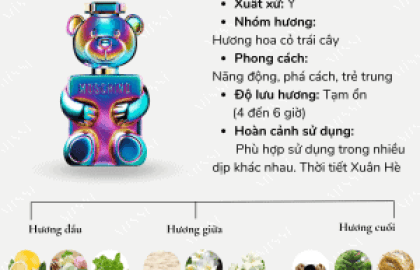 • Xuất xứ: Ý
• Nhóm hương:
Hương hoa cỏ trái cây
• Phong cách:
Năng động, phá cách, trẻ trung
• Độ lưu hương: Tạm ổn
(4 đến 6 giờ)
• Hoàn cảnh sử dụng:
Phù hợp sử dụng trong nhiều
dịp khác nhau. Thời tiết Xuân Hè
MOSCHINO
Hương đầu
Hương giữa
Hương cuối